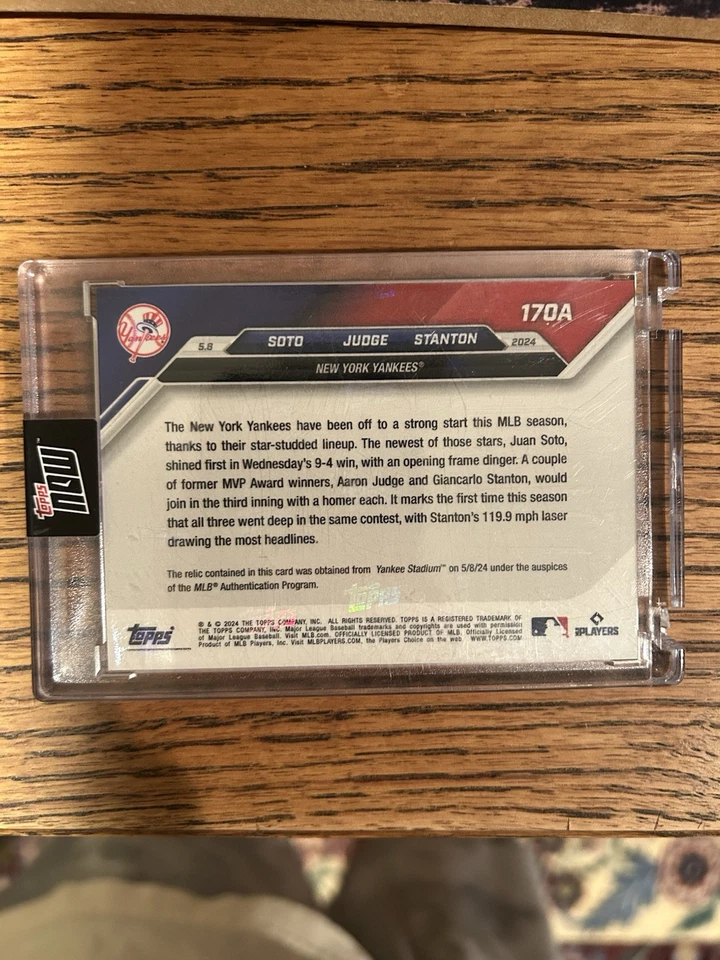 170A
Yankees
5.8 SOTO JUDGE STANTON 2024
NEW YORK YANKEES®
The New York Yankees have been off to a strong start this MLB season,
thanks to their star-studded lineup. The newest of those stars, Juan Soto,
shined first in Wednesday's 9-4 win, with an opening frame dinger. A couple
of former MVP Award winners, Aaron Judge and Giancarlo Stanton, would
join in the third inning with a homer each. It marks the first time this season
that all three went deep in the same contest, with Stanton's 119.9 mph laser
drawing the most headlines.
The relic contained in this card was obtained from Yankee Stadium™ on 5/8/24 under the auspices
of the MLB® Authentication Program.
topps NOW™
topps
topps®
® & © 2024 THE TOPPS COMPANY, INC. ALL RIGHTS RESERVED. TOPPS IS A REGISTERED TRADEMARK OF
THE TOPPS COMPANY, INC. Major League Baseball trademarks and copyrights are used with permission
of Major League Baseball. Visit MLB.com. OFFICIALLY LICENSED PRODUCT OF MLB. Officially Licensed
Product of MLB Players, Inc. Visit MLBPLAYERS.COM, the Players Choice on the web. WWW.TOPPS.COM
PLAYERS